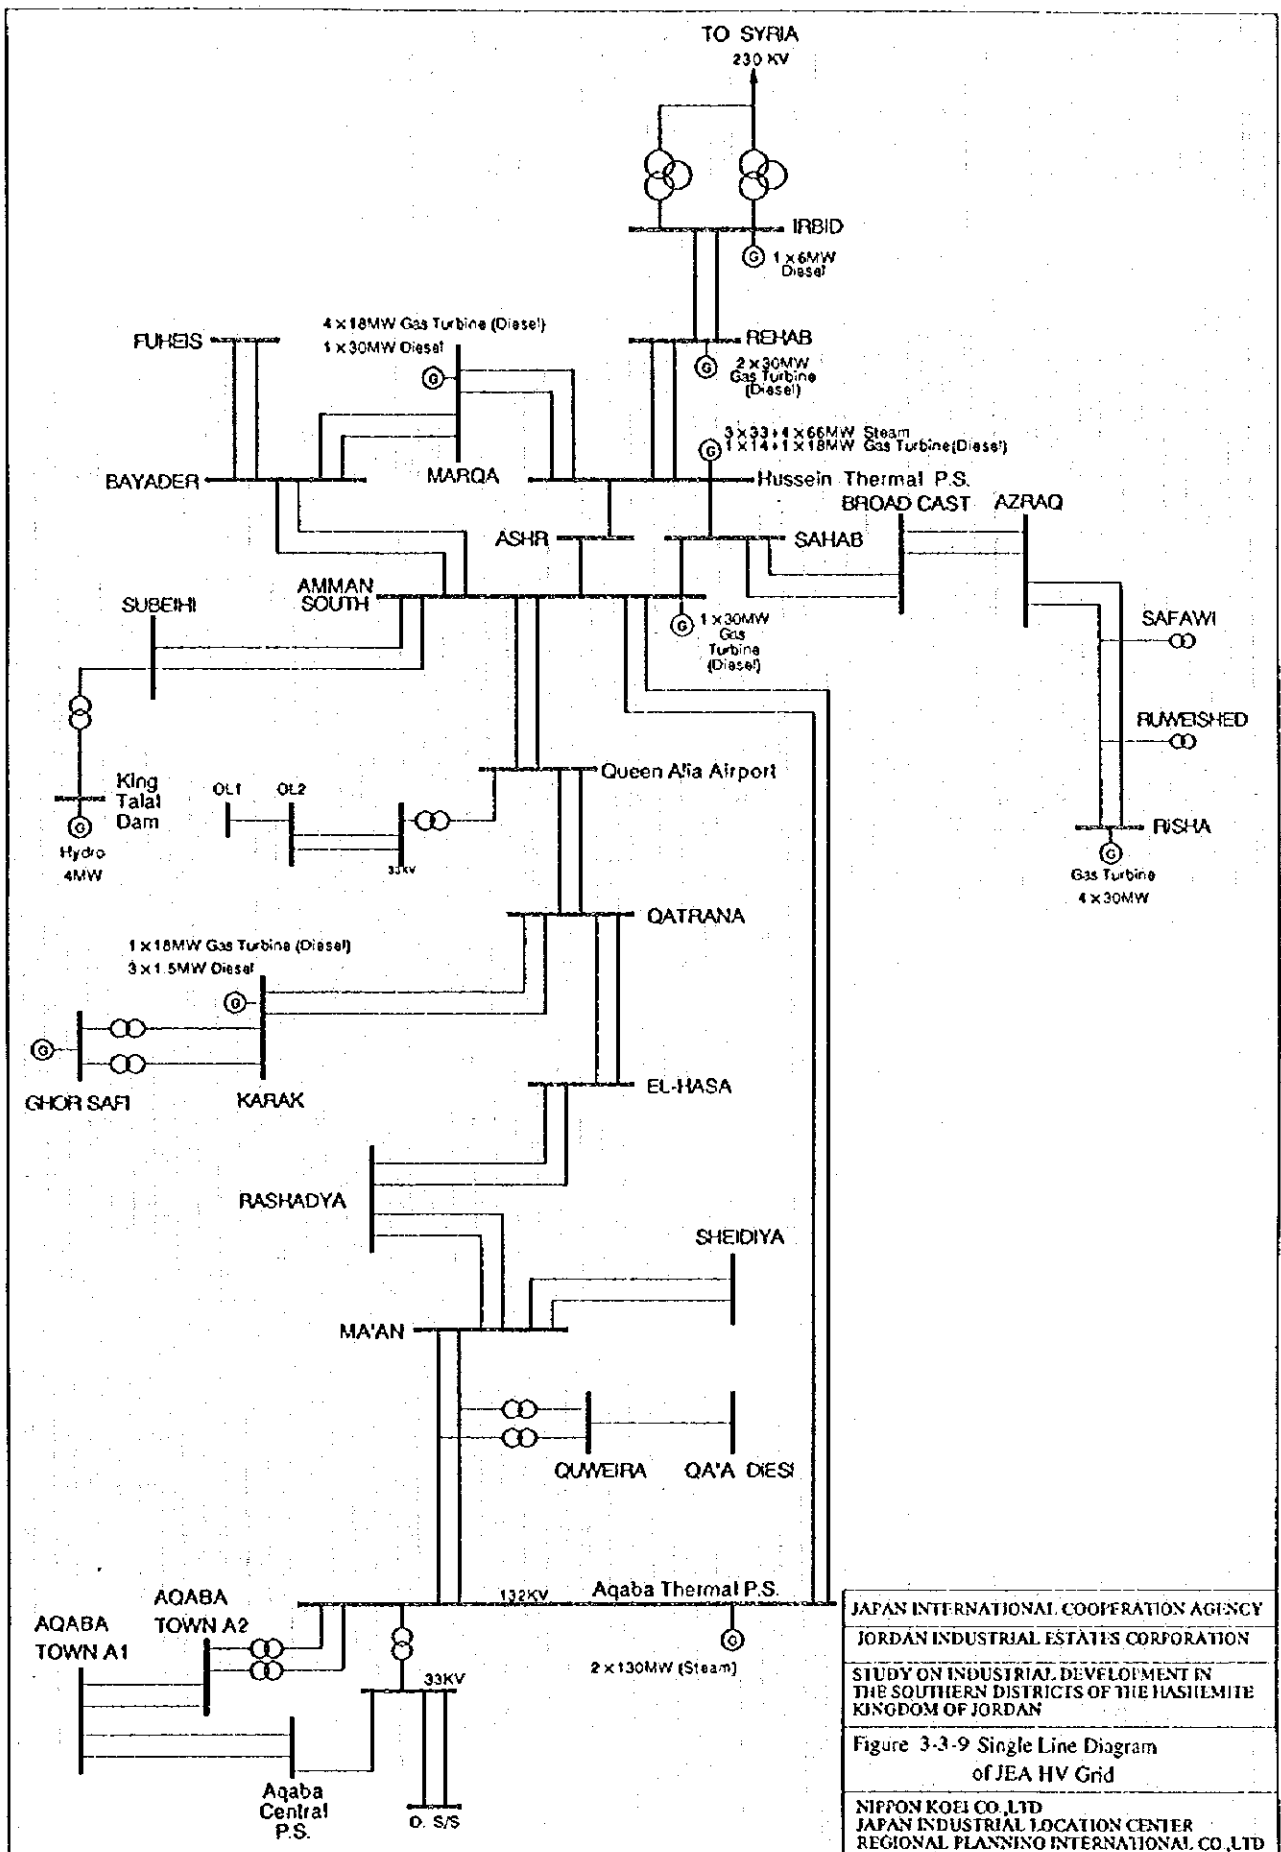 TO SYRIA
230 KV
IRBID
G
1 x 6MW
Diesel
FUHEIS
4 x 18MW Gas Turbine (Diesel)
1 x 30MW Diesel
G
REHAB
G
2 x 30MW
Gas Turbine
(Diesel)
3 x 33+4 x 66MW Steam
1 x 14+1 x 18MW Gas Turbine(Diesel)
G
BAYADER
MARQA
Hussein Thermal P.S.
BROAD CAST
AZRAQ
ASHR
SAHAB
AMMAN
SOUTH
SUBEIHI
G
1 x 30MW
Gas
Turbine
(Diesel)
SAFAWI
RUWEISHED
Queen Alia Airport
King
Talal
Dam
OL1
OL2
33KV
G
Hydro
4MW
RISHA
G
Gas Turbine
4 x 30MW
QATRANA
1 x 18MW Gas Turbine (Diesel)
3 x 1.5MW Diesel
G
G
GHOR SAFI
KARAK
EL-HASA
RASHADYA
SHEIDIYA
MA'AN
QUWEIRA
QA'A DIESI
132KV
Aqaba Thermal P.S.
AQABA
TOWN A2
AQABA
TOWN A1
G
2 x 130MW (Steam)
33KV
Aqaba
Central
P.S.
D. S/S
JAPAN INTERNATIONAL COOPERATION AGENCY
JORDAN INDUSTRIAL ESTATES CORPORATION
STUDY ON INDUSTRIAL DEVELOPMENT IN
THE SOUTHERN DISTRICTS OF THE HASHEMITE
KINGDOM OF JORDAN
Figure 3-3-9 Single Line Diagram
of JEA HV Grid
NIPPON KOEI CO.,LTD
JAPAN INDUSTRIAL LOCATION CENTER
REGIONAL PLANNING INTERNATIONAL CO.,LTD